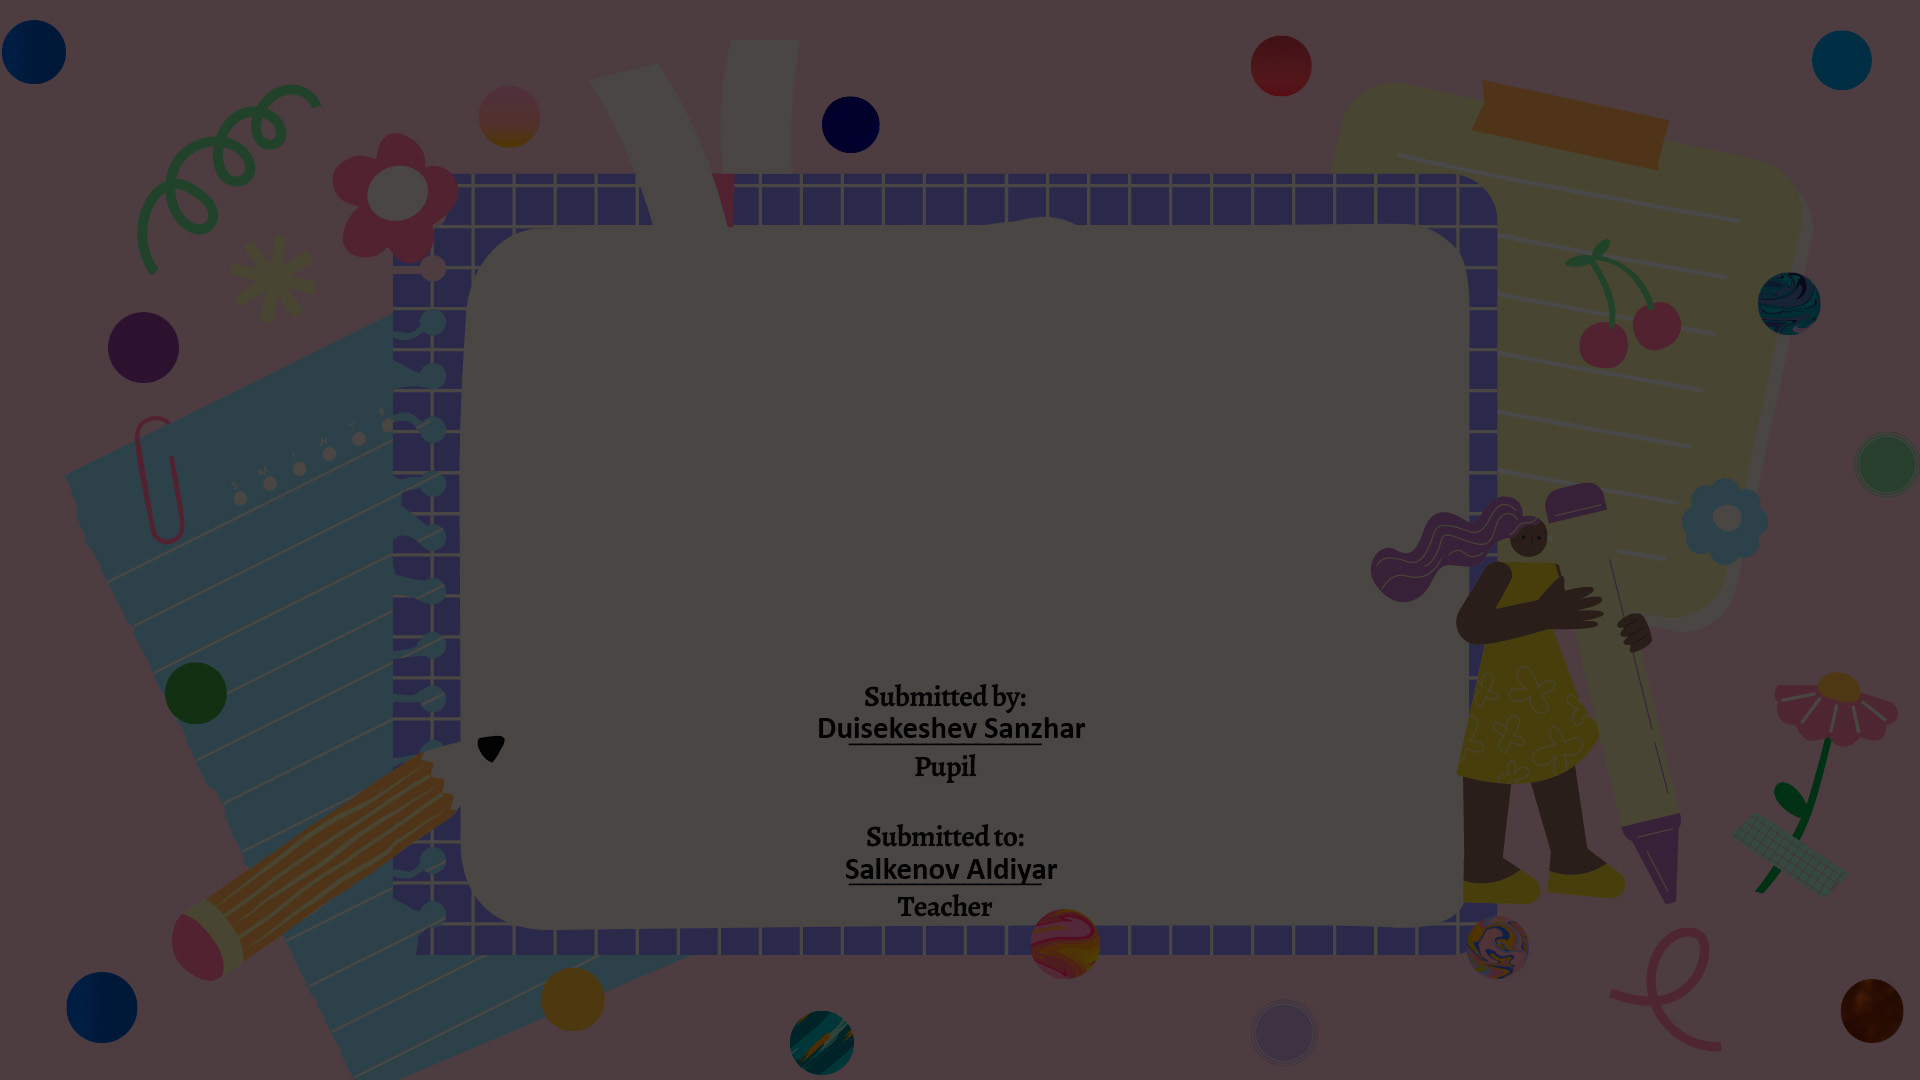 Submitted by:
Duisekeshev Sanzhar
Pupil
Submitted to:
Salkenov Aldiyar
Teacher